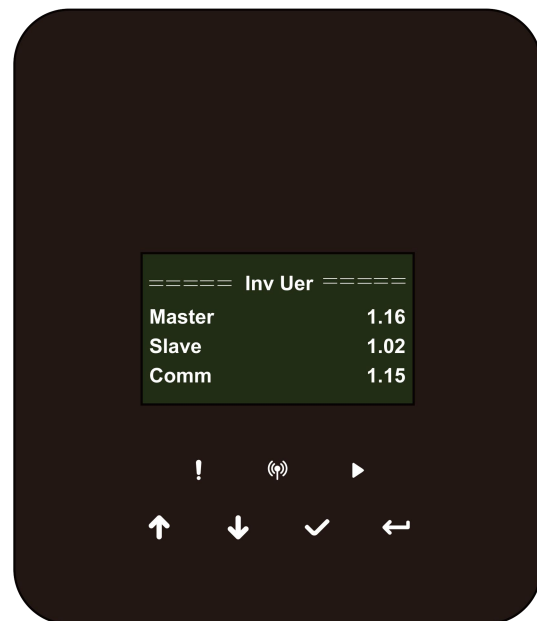 ===== Inv Uer =====
Master 1.16
Slave 1.02
Comm 1.15